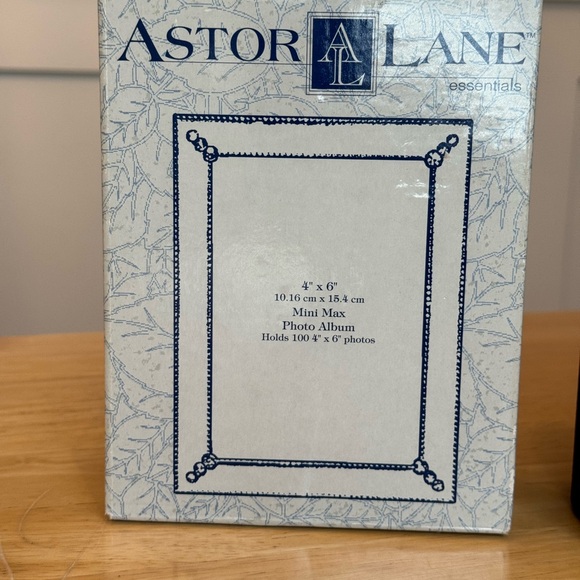 ASTOR AL LANE™
essentials
4" x 6"
10.16 cm x 15.4 cm
Mini Max
Photo Album
Holds 100 4" x 6" photos